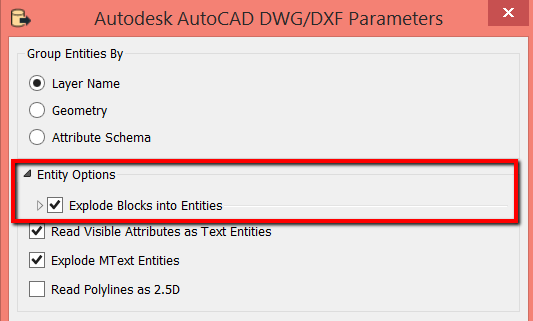 Autodesk AutoCAD DWG/DXF Parameters
Group Entities By
Layer Name
Geometry
Attribute Schema
Entity Options
Explode Blocks into Entities
Read Visible Attributes as Text Entities
Explode MText Entities
Read Polylines as 2.5D